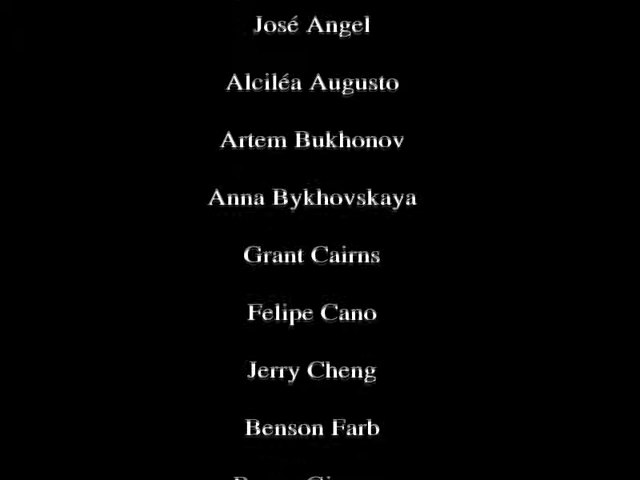 José Angel
Alciléa Augusto
Artem Bukhonov
Anna Bykhovskaya
Grant Cairns
Felipe Cano
Jerry Cheng
Benson Farb